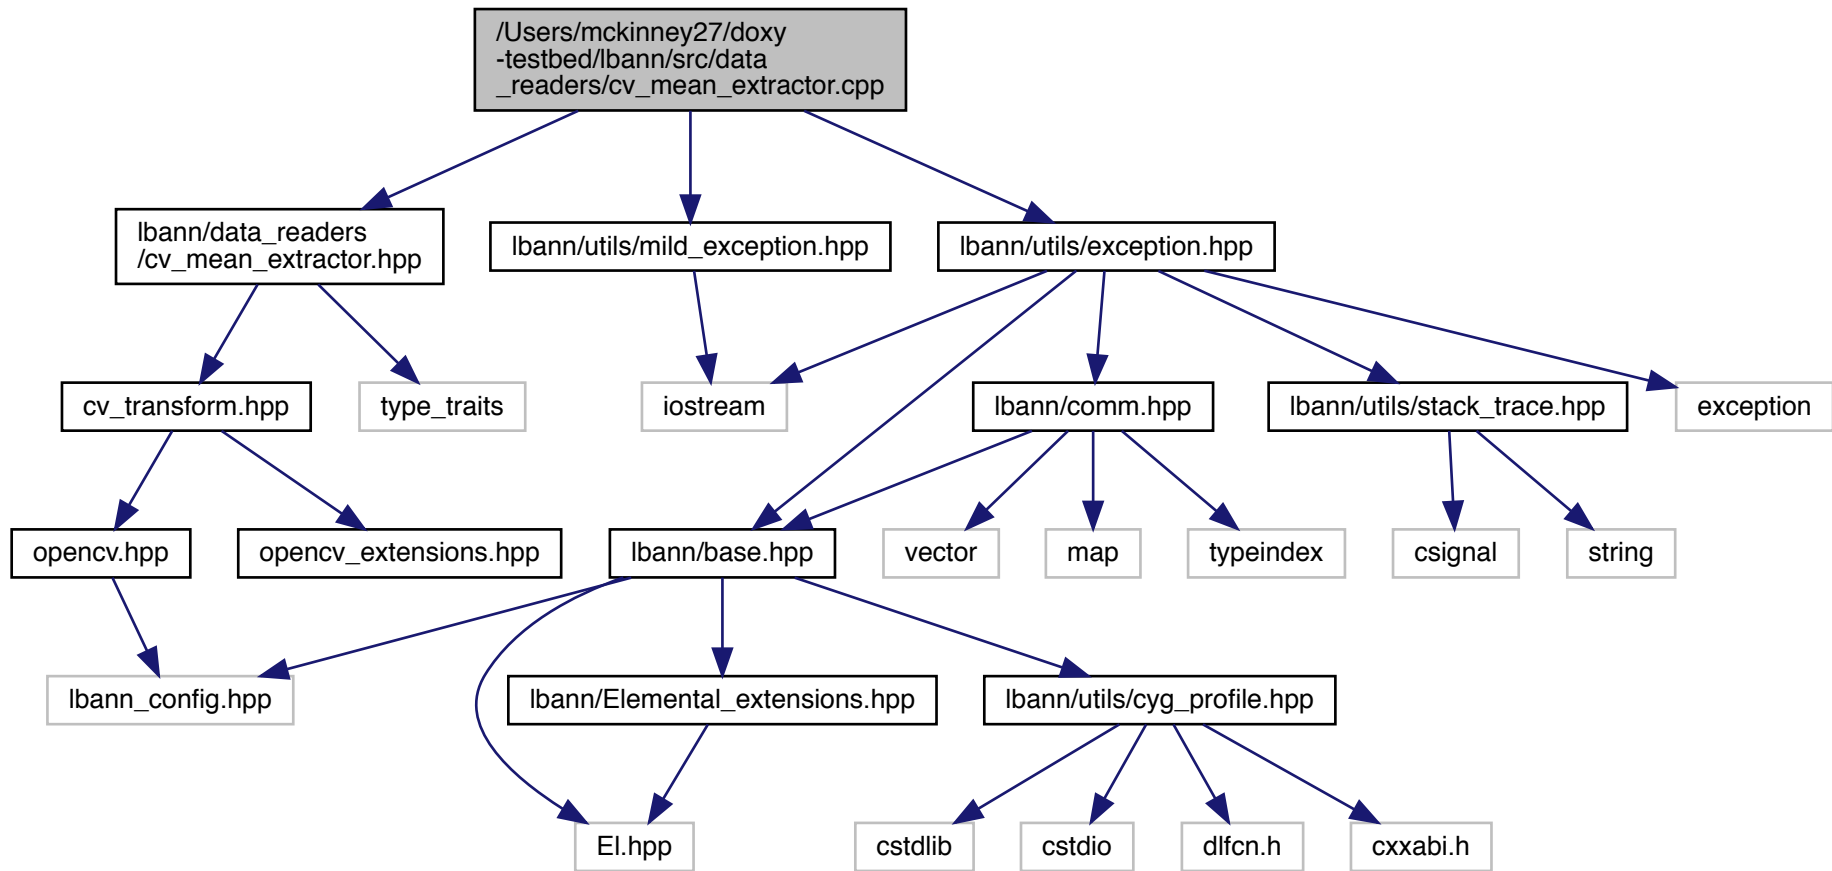 /Users/mckinney27/doxy
-testbed/lbann/src/data
_readers/cv_mean_extractor.cpp
lbann/data_readers
/cv_mean_extractor.hpp
lbann/utils/mild_exception.hpp
lbann/utils/exception.hpp
cv_transform.hpp
type_traits
iostream
lbann/comm.hpp
lbann/utils/stack_trace.hpp
exception
opencv.hpp
opencv_extensions.hpp
lbann/base.hpp
vector
map
typeindex
csignal
string
lbann_config.hpp
lbann/Elemental_extensions.hpp
lbann/utils/cyg_profile.hpp
El.hpp
cstdlib
cstdio
dlfcn.h
cxxabi.h